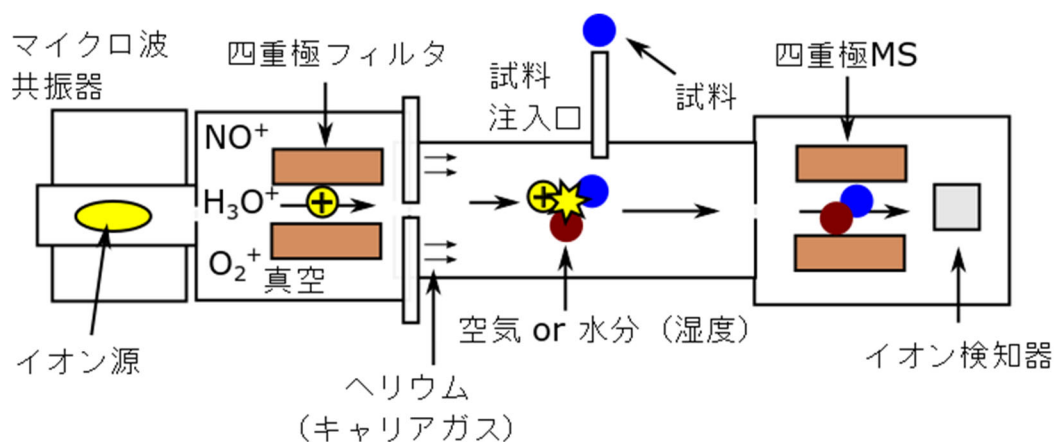 マイクロ波
共振器
四重極フィルタ
試料
注入口
試料
四重極MS
NO⁺
H₃O⁺
O₂⁺
真空
イオン源
ヘリウム
(キャリアガス)
空気 or 水分 (湿度)
イオン検知器